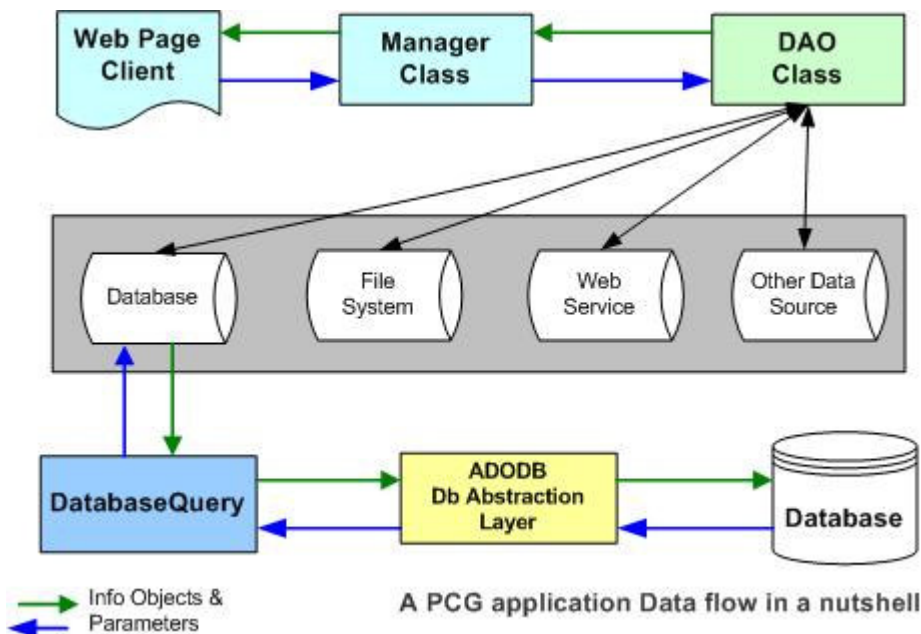 Web Page
Client
Manager
Class
DAO
Class
Database
File
System
Web
Service
Other Data
Source
DatabaseQuery
ADODB
Db Abstraction
Layer
Database
Info Objects &
Parameters
A PCG application Data flow in a nutshell